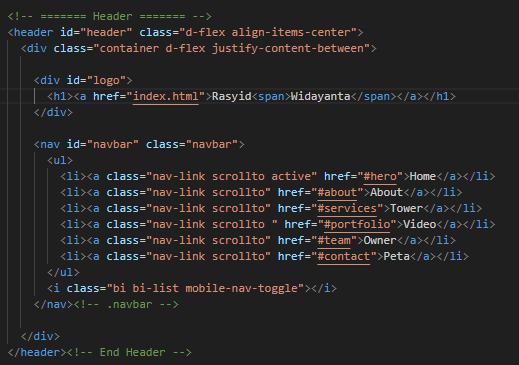 <!-- ======= Header ======= -->
<header id="header" class="d-flex align-items-center">
<div class="container d-flex justify-content-between">
<div id="logo">
<h1><a href="index.html">Rasyid<span>Widayanta</span></a></h1>
</div>
<nav id="navbar" class="navbar">
<ul>
<li><a class="nav-link scrollto active" href="#hero">Home</a></li>
<li><a class="nav-link scrollto" href="#about">About</a></li>
<li><a class="nav-link scrollto" href="#services">Tower</a></li>
<li><a class="nav-link scrollto " href="#portfolio">Video</a></li>
<li><a class="nav-link scrollto" href="#team">Owner</a></li>
<li><a class="nav-link scrollto" href="#contact">Peta</a></li>
</ul>
<i class="bi bi-list mobile-nav-toggle"></i>
</nav><!-- .navbar -->
</div>
</header><!-- End Header -->